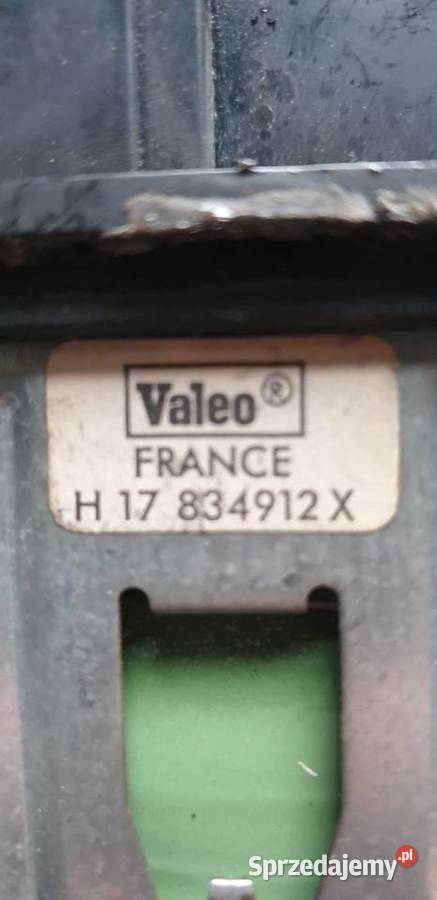 Valeo®
FRANCE
H 17 834912 X
Sprzedajemy.pl